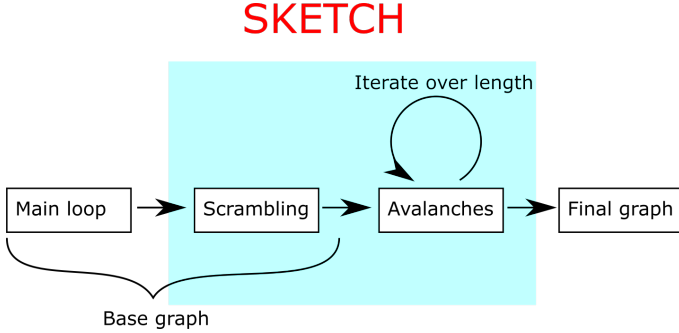 SKETCH
Iterate over length
Main loop
Scrambling
Avalanches
Final graph
Base graph